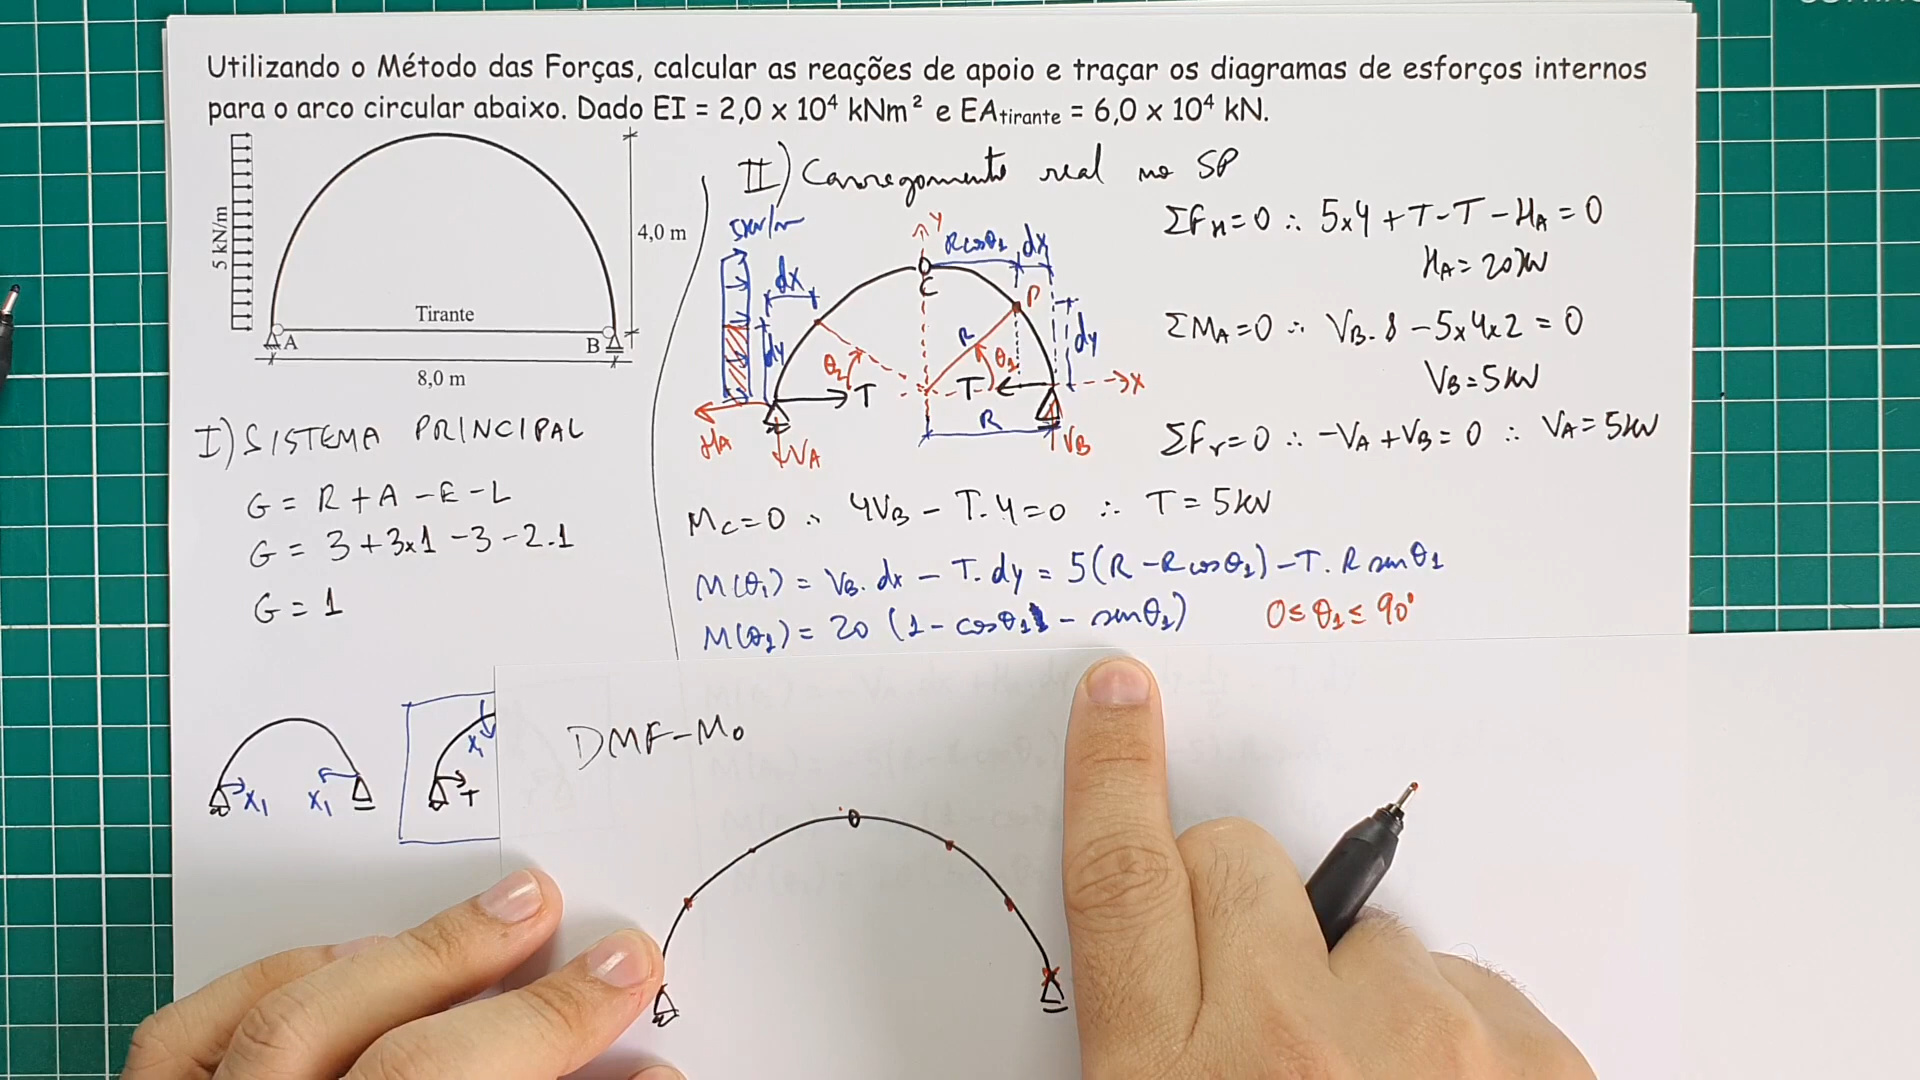 Utilizando o Método das Forças, calcular as reações de apoio e traçar os diagramas de esforços internos
para o arco circular abaixo. Dado EI = 2,0 x 10⁴ kNm² e EAtirante = 6,0 x 10⁴ kN.
5 kN/m
4,0 m
Tirante
A
B
8,0 m
I) SISTEMA PRINCIPAL
G = R + A - E - L
G = 3 + 3x1 - 3 - 2.1
G = 1
X₁
X₁
X₁
T
II) Carregamento real no SP
5kN/m
dx
dy
θ₂
HA
VA
T
Y
C
Rcosθ₁
dx
P
R
θ₁
T
dy
X
R
VB
ΣFx=0 ∴ 5x4 + T - T - HA = 0
HA = 20kN
ΣMA=0 ∴ VB.8 - 5x4x2 = 0
VB = 5kN
ΣFY=0 ∴ -VA + VB = 0 ∴ VA = 5kN
Mc=0 ∴ 4VB - T.4=0 ∴ T = 5kN
M(θ₁) = VB.dx - T.dy = 5(R - Rcosθ₁) - T.R senθ₁
M(θ₁) = 20 (1 - cosθ₁ - senθ₁) 0 ≤ θ₁ ≤ 90°
DMF-M₀